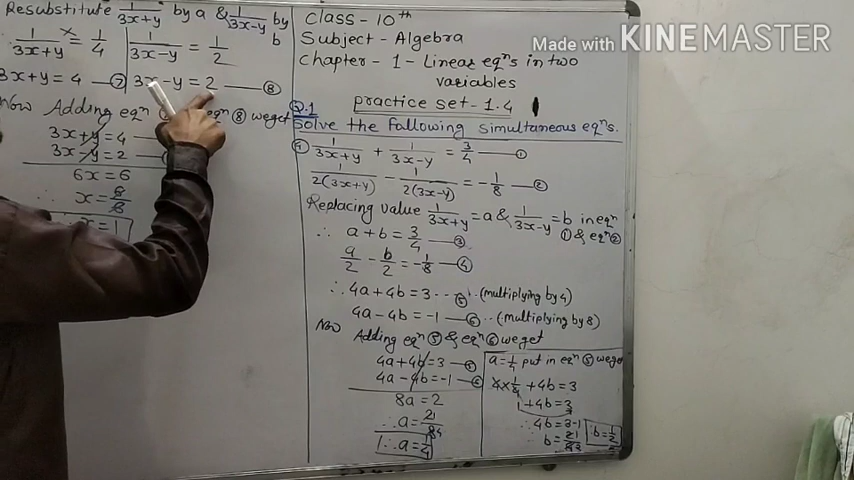 Resubstitute 1/(3x+y) by a & 1/(3x-y) by b
1/(3x+y) = 1/4
1/(3x-y) = 1/2
3x+y = 4 — ⑦
3x-y = 2 — ⑧
Now Adding eqn eqn ⑧ we get
3x+y = 4 —
3x-y = 2 —
6x = 6
∴ x = 6/6
x = 1
Class - 10th
Subject - Algebra
Chapter - 1 - Linear eqns in two
variables
practice set - 1.4
Q.1
Solve the following simultaneous eqns.
1/(3x+y) + 1/(3x-y) = 3/4 — ①
1/2(3x+y) - 1/2(3x-y) = -1/8 — ②
Replacing value 1/(3x+y) = a & 1/(3x-y) = b in eqn
① & eqn ②
∴ a + b = 3/4 — ③
a/2 - b/2 = -1/8 — ④
∴ 4a + 4b = 3 -- ⑤ ·· (multiplying by 4)
4a - 4b = -1 — ⑥ ·· (multiplying by 8)
Now Adding eqn ⑤ & eqn ⑥ we get
4a + 4b = 3 — ⑤
4a - 4b = -1 — ⑥
8a = 2
∴ a = 2/8
∴ a = 1/4
a = 1/4 put in eqn ⑤ we get
4 × 1/4 + 4b = 3
1 + 4b = 3
∴ 4b = 3 - 1
∴ b = 2/4
b = 1/2
Made with KINEMASTER